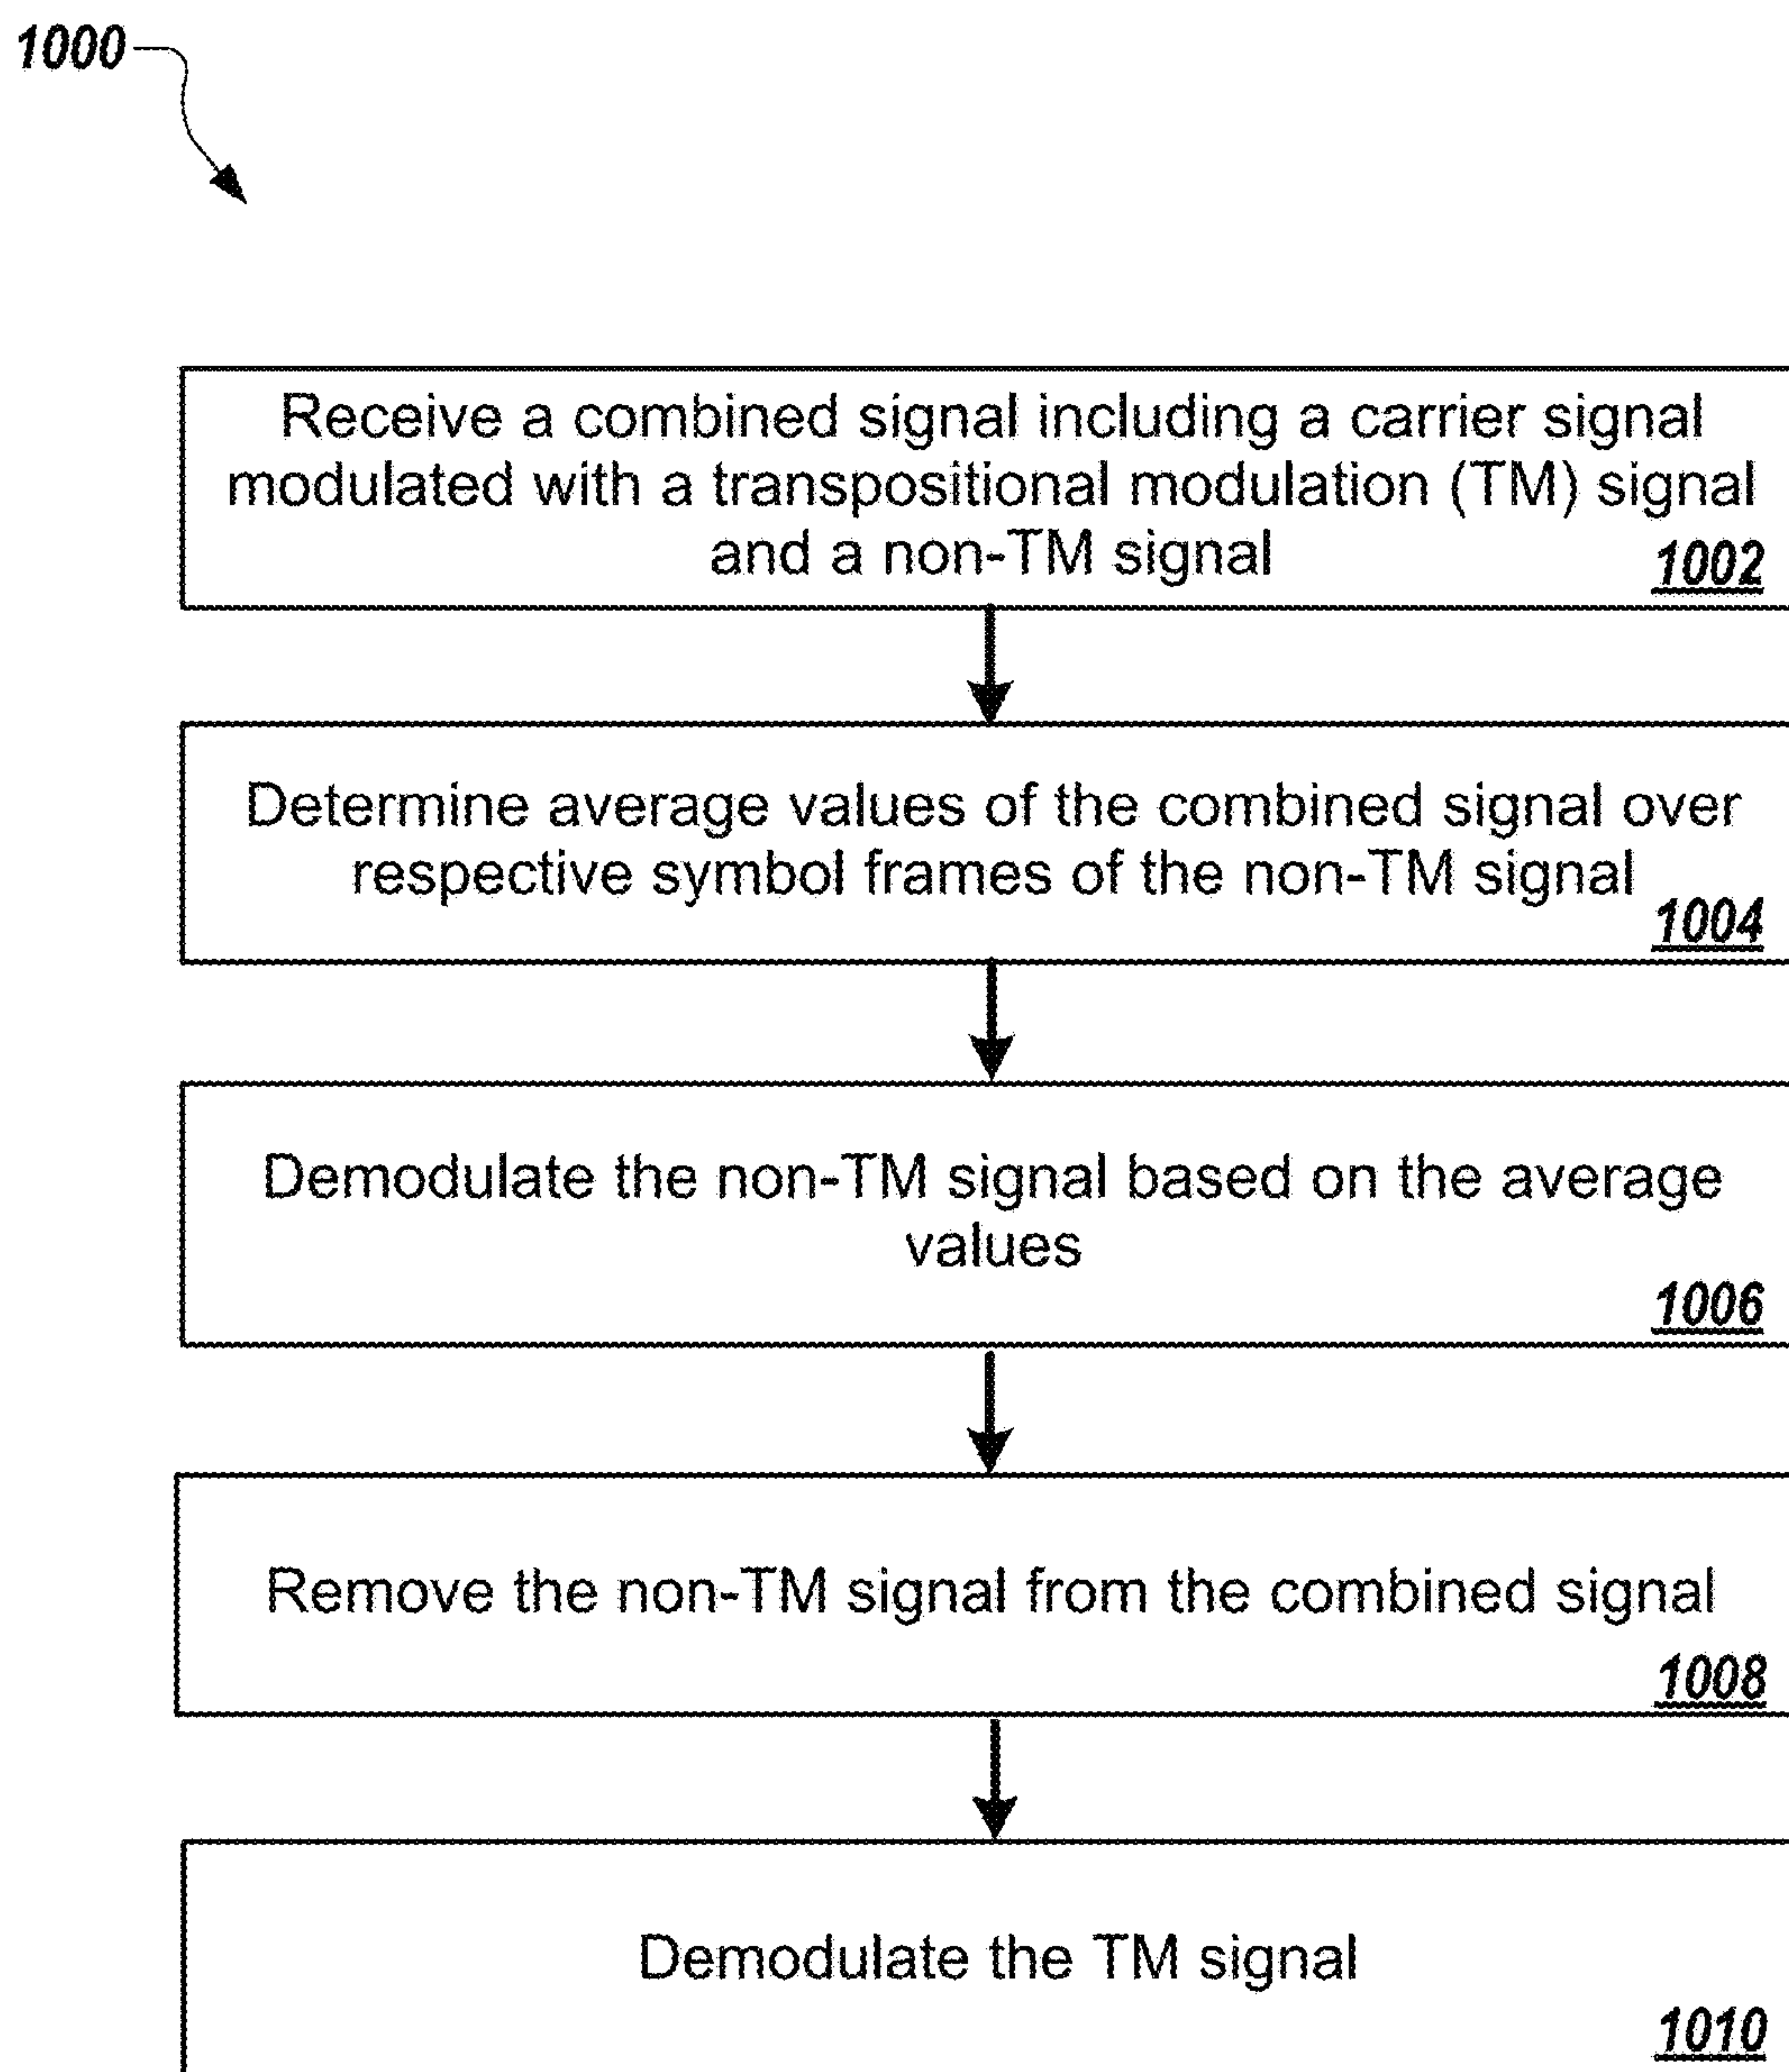 1000
Receive a combined signal including a carrier signal
modulated with a transpositional modulation (TM) signal
and a non-TM signal
1002
Determine average values of the combined signal over
respective symbol frames of the non-TM signal
1004
Demodulate the non-TM signal based on the average
values
1006
Remove the non-TM signal from the combined signal
1008
Demodulate the TM signal
1010